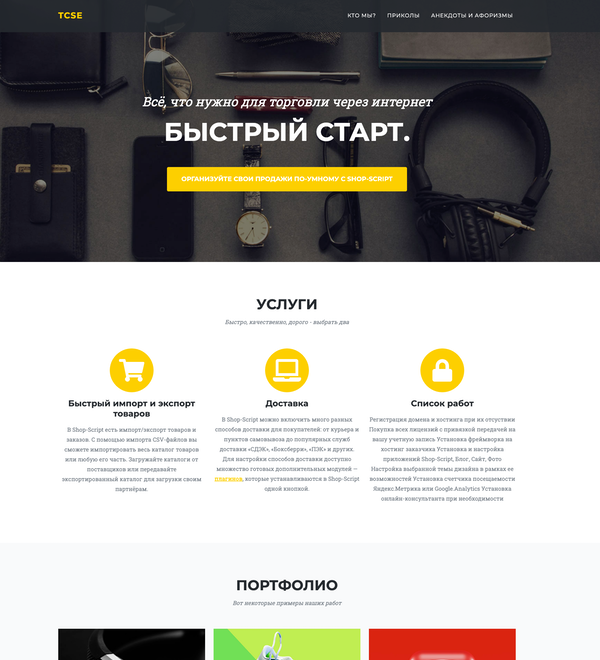 TCSE
КТО МЫ? ПРИКОЛЫ АНЕКДОТЫ И АФОРИЗМЫ
Всё, что нужно для торговли через интернет
БЫСТРЫЙ СТАРТ.
ОРГАНИЗУЙТЕ СВОИ ПРОДАЖИ ПО-УМНОМУ С SHOP-SCRIPT
УСЛУГИ
Быстро, качественно, дорого - выбрать два
Быстрый импорт и экспорт
товаров
В Shop-Script есть импорт/экспорт товаров и
заказов. С помощью импорта CSV-файлов вы
сможете импортировать весь каталог товаров
или любую его часть. Загружайте каталоги от
поставщиков или передавайте
экспортированный каталог для загрузки своим
партнёрам.
Доставка
В Shop-Script можно включить много разных
способов доставки для покупателей: от курьера и
пунктов самовывоза до популярных служб
доставки «СДЭК», «Боксберри», «ПЭК» и других.
Для настройки способов доставки доступно
множество готовых дополнительных модулей —
плагинов, которые устанавливаются в Shop-Script
одной кнопкой.
Список работ
Регистрация домена и хостинга при их отсуствии
Покупка всех лицензий с привязкой передачей на
вашу учетную запись Установка фреймворка на
хостинг заказчика Установка и настройка
приложений Shop-Script, Блог, Сайт, Фото
Настройка выбранной темы дизайна в рамках ее
возможностей Установка счетчика посещаемости
Яндекс.Метрика или Google.Analytics Установка
онлайн-консультанта при необходимости
ПОРТФОЛИО
Вот некоторые примеры наших работ